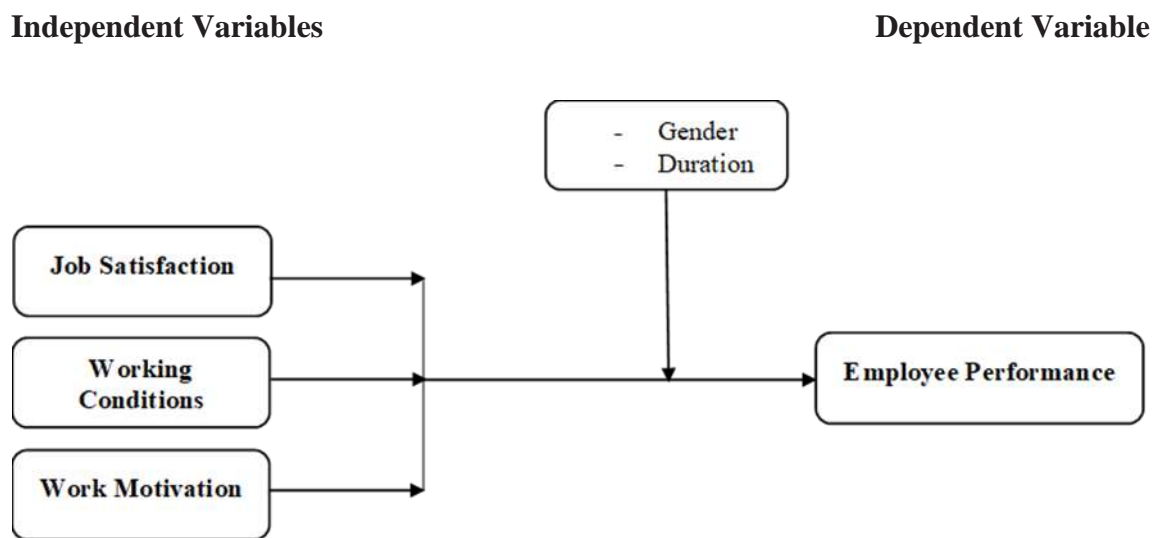 Independent Variables
Dependent Variable
- Gender
- Duration
Job Satisfaction
Working
Conditions
Work Motivation
Employee Performance